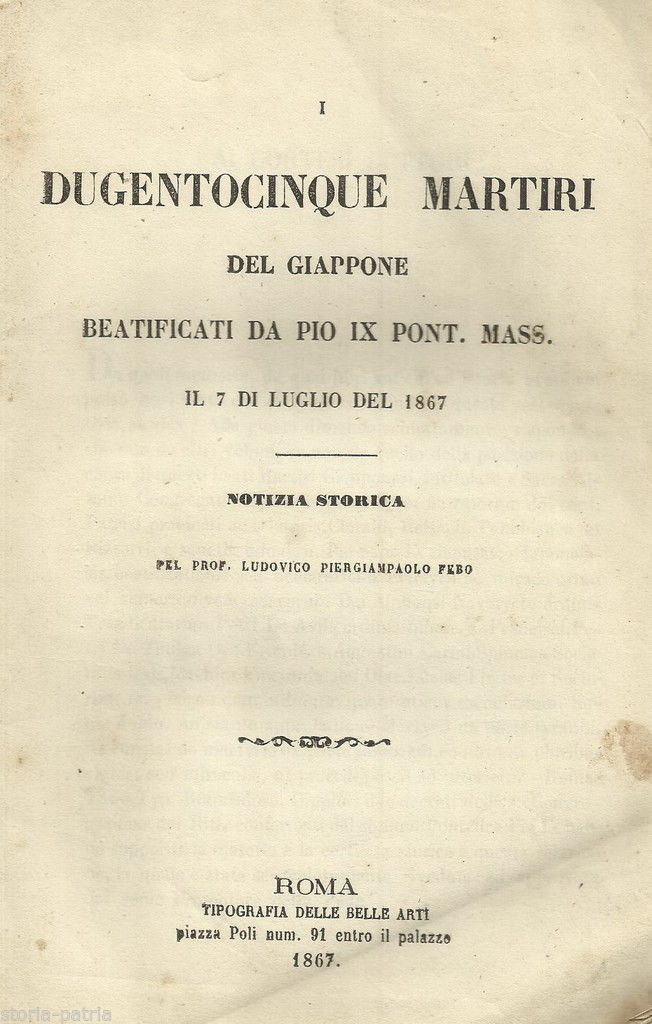 I
DUGENTOCINQUE MARTIRI
DEL GIAPPONE
BEATIFICATI DA PIO IX PONT. MASS.
IL 7 DI LUGLIO DEL 1867
NOTIZIA STORICA
PEL PROF. LUDOVICO PIERGIAMPAOLO FEBO
ROMA
TIPOGRAFIA DELLE BELLE ARTI
piazza Poli num. 91 entro il palazzo
1867.
storia-patria